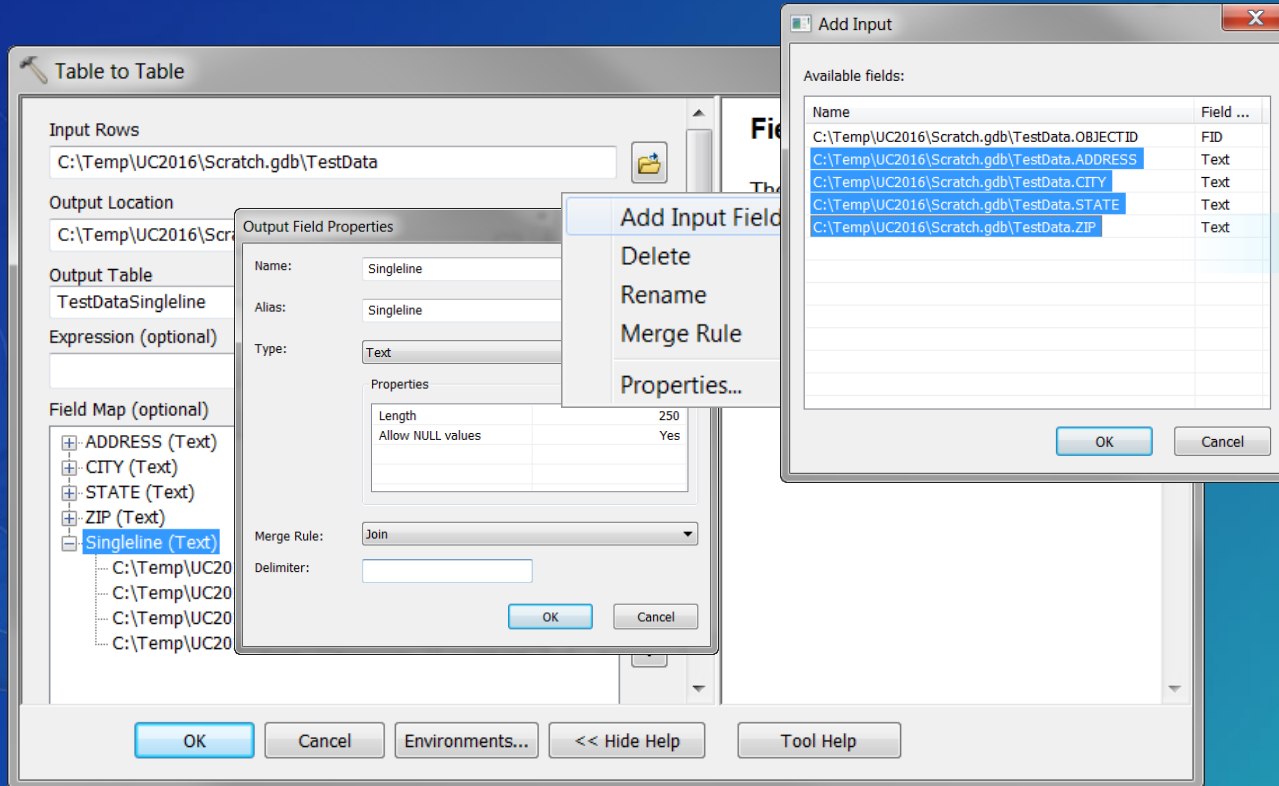 Table to Table
Input Rows
C:\Temp\UC2016\Scratch.gdb\TestData
Output Location
C:\Temp\UC2016\Scra
Output Table
TestDataSingleline
Expression (optional)
Field Map (optional)
ADDRESS (Text)
CITY (Text)
STATE (Text)
ZIP (Text)
Singleline (Text)
C:\Temp\UC20
C:\Temp\UC20
C:\Temp\UC20
C:\Temp\UC20
OK
Cancel
Environments...
<< Hide Help
Tool Help
Output Field Properties
Name:
Singleline
Alias:
Singleline
Type:
Text
Properties
Length 250
Allow NULL values Yes
Merge Rule:
Join
Delimiter:
OK
Cancel
Add Input Field
Delete
Rename
Merge Rule
Properties...
Add Input
Available fields:
Name Field ...
C:\Temp\UC2016\Scratch.gdb\TestData.OBJECTID FID
C:\Temp\UC2016\Scratch.gdb\TestData.ADDRESS Text
C:\Temp\UC2016\Scratch.gdb\TestData.CITY Text
C:\Temp\UC2016\Scratch.gdb\TestData.STATE Text
C:\Temp\UC2016\Scratch.gdb\TestData.ZIP Text
OK
Cancel